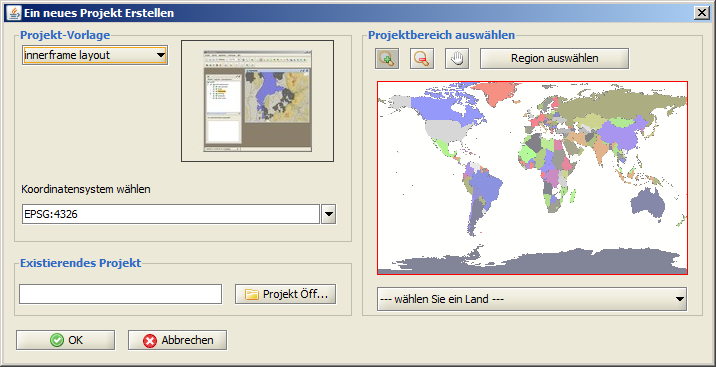 Ein neues Projekt Erstellen
Projekt-Vorlage
innerframe layout
Koordinatensystem wählen
EPSG:4326
Existierendes Projekt
Projekt Öff...
OK
Abbrechen
Projektbereich auswählen
Region auswählen
--- wählen Sie ein Land ---